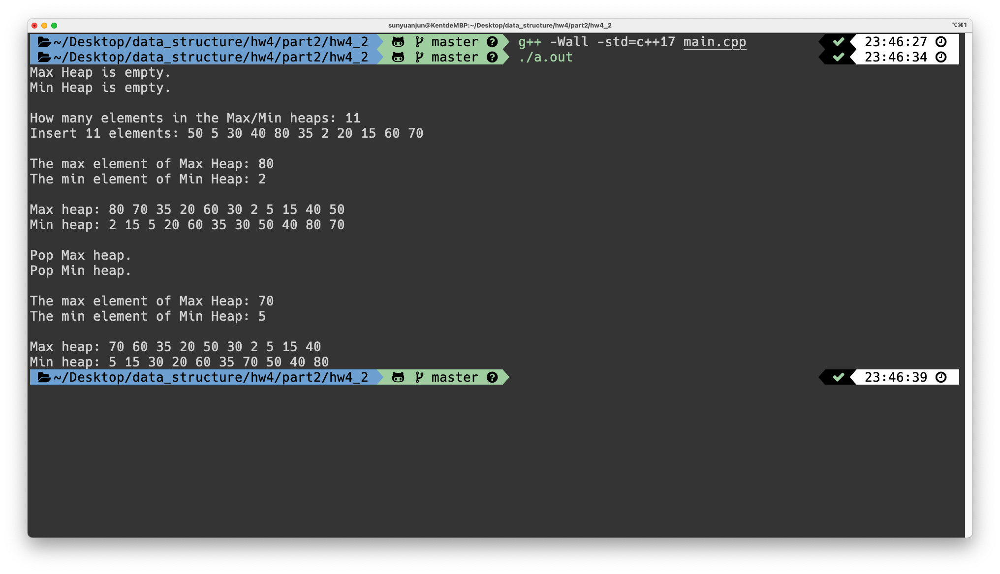 sunyuanjun@KentdeMBP:~/Desktop/data_structure/hw4/part2/hw4_2 ⌥⌘1
~/Desktop/data_structure/hw4/part2/hw4_2 master ? g++ -Wall -std=c++17 main.cpp ✔ 23:46:27
~/Desktop/data_structure/hw4/part2/hw4_2 master ? ./a.out ✔ 23:46:34
Max Heap is empty.
Min Heap is empty.
How many elements in the Max/Min heaps: 11
Insert 11 elements: 50 5 30 40 80 35 2 20 15 60 70
The max element of Max Heap: 80
The min element of Min Heap: 2
Max heap: 80 70 35 20 60 30 2 5 15 40 50
Min heap: 2 15 5 20 60 35 30 50 40 80 70
Pop Max heap.
Pop Min heap.
The max element of Max Heap: 70
The min element of Min Heap: 5
Max heap: 70 60 35 20 50 30 2 5 15 40
Min heap: 5 15 30 20 60 35 70 50 40 80
~/Desktop/data_structure/hw4/part2/hw4_2 master ? ✔ 23:46:39